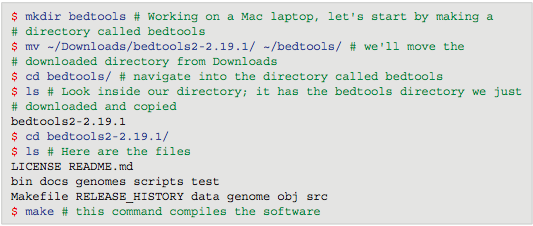 $ mkdir bedtools # Working on a Mac laptop, let's start by making a
# directory called bedtools
$ mv ~/Downloads/bedtools2-2.19.1/ ~/bedtools/ # we'll move the
# downloaded directory from Downloads
$ cd bedtools/ # navigate into the directory called bedtools
$ ls # Look inside our directory; it has the bedtools directory we just
# downloaded and copied
bedtools2-2.19.1
$ cd bedtools2-2.19.1/
$ ls # Here are the files
LICENSE README.md
bin docs genomes scripts test
Makefile RELEASE_HISTORY data genome obj src
$ make # this command compiles the software